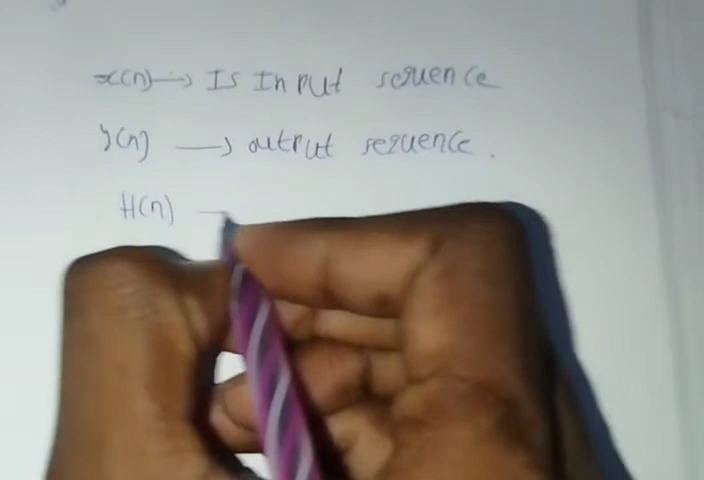 x(n) → Is Input sequence
y(n) → output sequence.
H(n) —